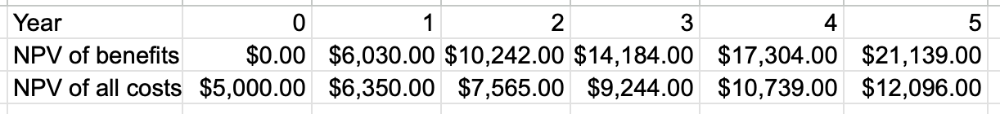 Year 0 1 2 3 4 5
NPV of benefits $0.00 $6,030.00 $10,242.00 $14,184.00 $17,304.00 $21,139.00
NPV of all costs $5,000.00 $6,350.00 $7,565.00 $9,244.00 $10,739.00 $12,096.00